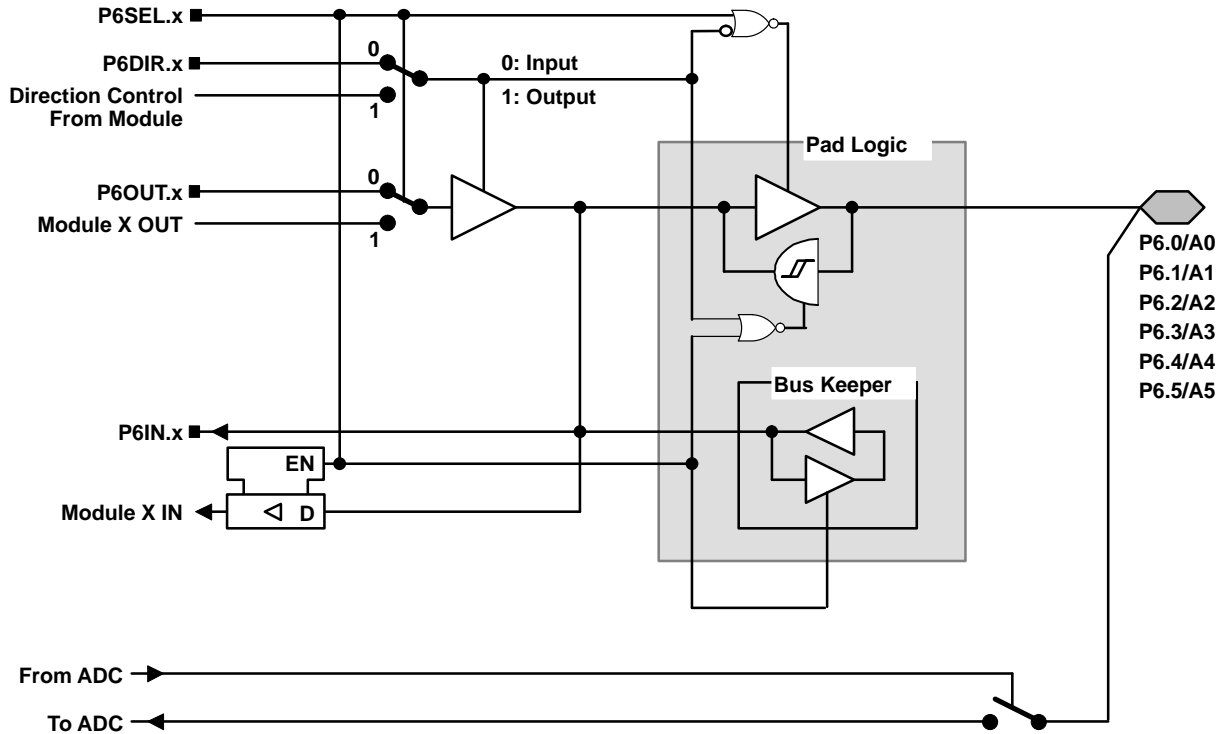 P6SEL.x
P6DIR.x
0
0: Input
Direction Control
From Module
1
1: Output
Pad Logic
P6OUT.x
0
Module X OUT
1
P6.0/A0
P6.1/A1
P6.2/A2
P6.3/A3
P6.4/A4
P6.5/A5
Bus Keeper
P6IN.x
EN
Module X IN
D
From ADC
To ADC